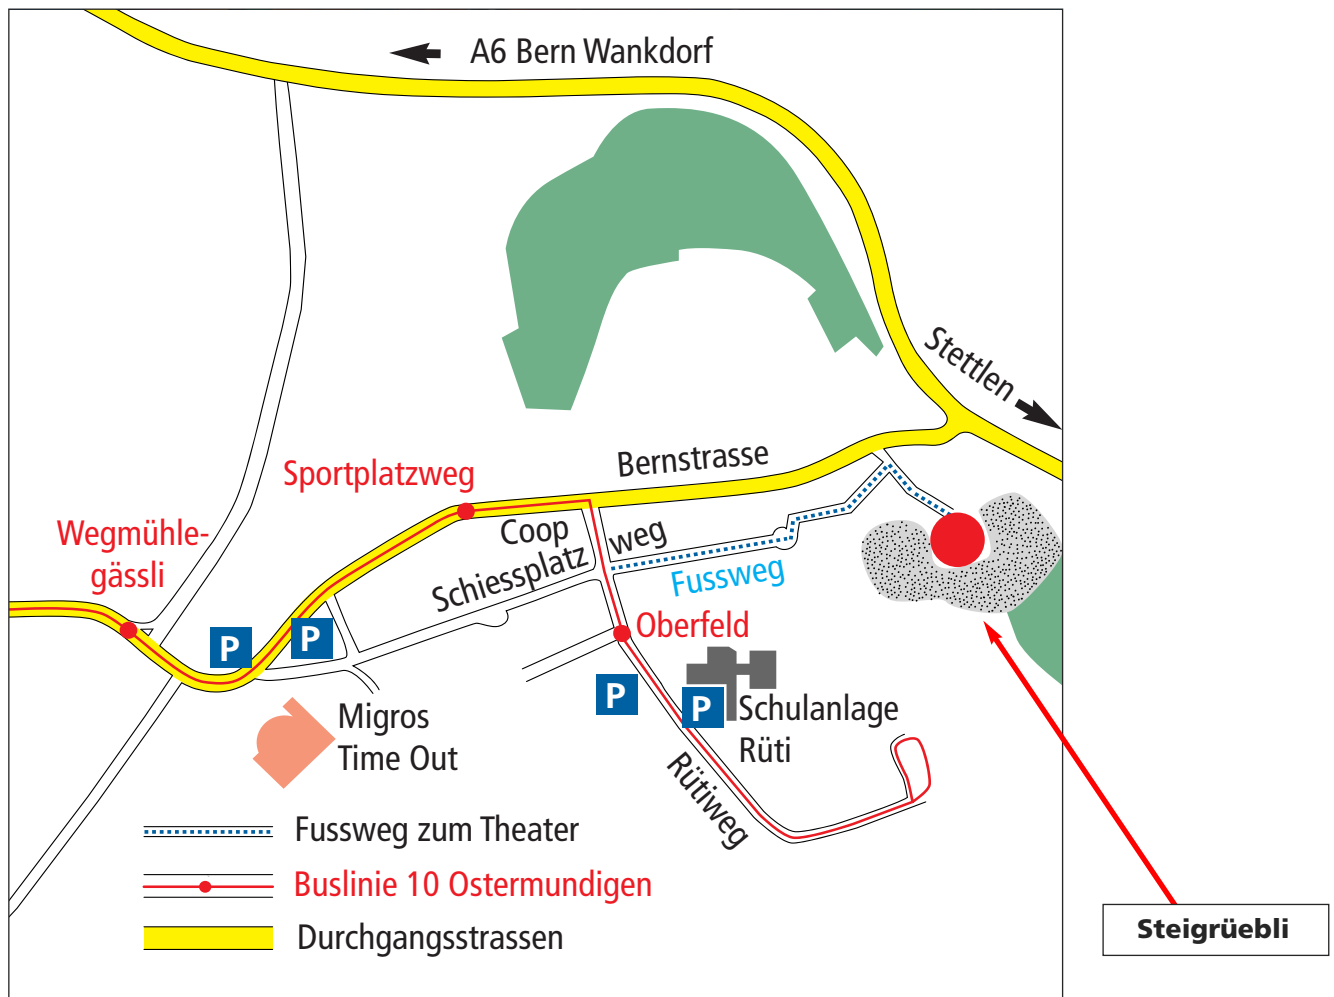 A6 Bern Wankdorf
Stettlen
Bernstrasse
Sportplatzweg
Wegmühle-
gässli
Coop
Schiessplatz
weg
Fussweg
Oberfeld
P
P
P
P
Schulanlage
Rüti
Migros
Time Out
Rütiweg
Fussweg zum Theater
Buslinie 10 Ostermundigen
Durchgangsstrassen
Steigrüebli